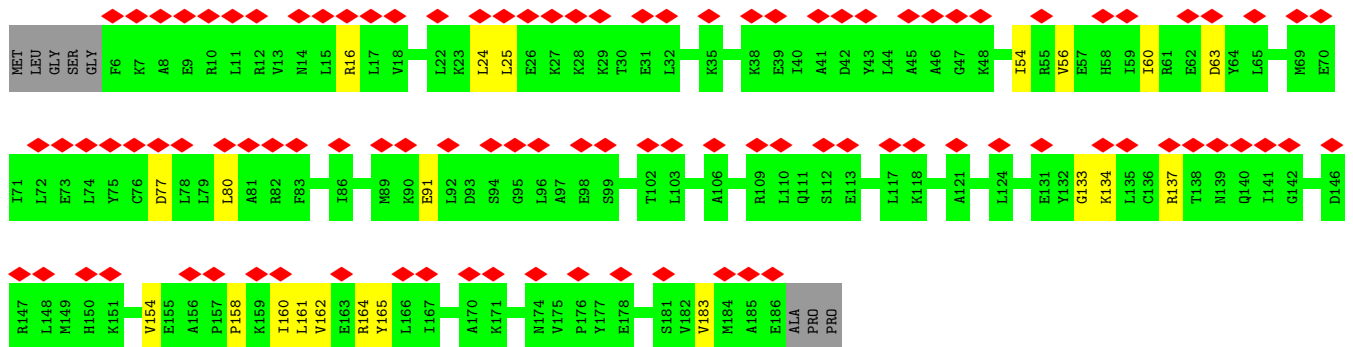 MET LEU GLY SER GLY F6 K7 A8 E9 R10 L11 R12 V13 N14 L15 R16 L17 V18 L22 K23 L24 L25 E26 K27 K28 K29 T30 E31 L32 K35 K38 E39 I40 A41 D42 Y43 L44 A45 A46 G47 K48 I54 R55 V56 E57 H58 I59 I60 R61 E62 D63 Y64 L65 M69 E70
I71 L72 E73 L74 Y75 C76 D77 L78 L79 L80 A81 R82 F83 I86 M89 K90 E91 L92 D93 S94 G95 L96 A97 E98 S99 T102 L103 A106 R109 L110 Q111 S112 E113 L117 K118 A121 L124 E131 Y132 G133 K134 L135 C136 R137 T138 N139 Q140 I141 G142 D146
R147 L148 M149 H150 K151 V154 E155 A156 P157 P158 K159 I160 L161 V162 E163 R164 Y165 L166 I167 A170 K171 N174 V175 P176 Y177 E178 S181 V182 V183 M184 A185 E186 ALA PRO PRO